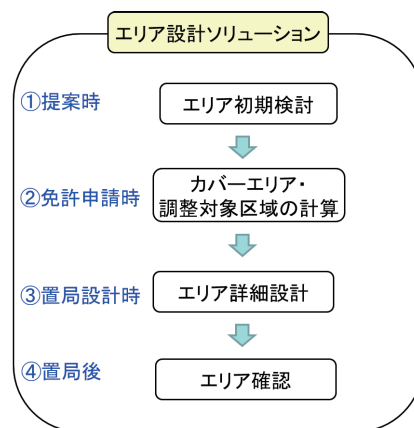 エリア設計ソリューション
①提案時
エリア初期検討
②免許申請時
カバーエリア・
調整対象区域の計算
③置局設計時
エリア詳細設計
④置局後
エリア確認